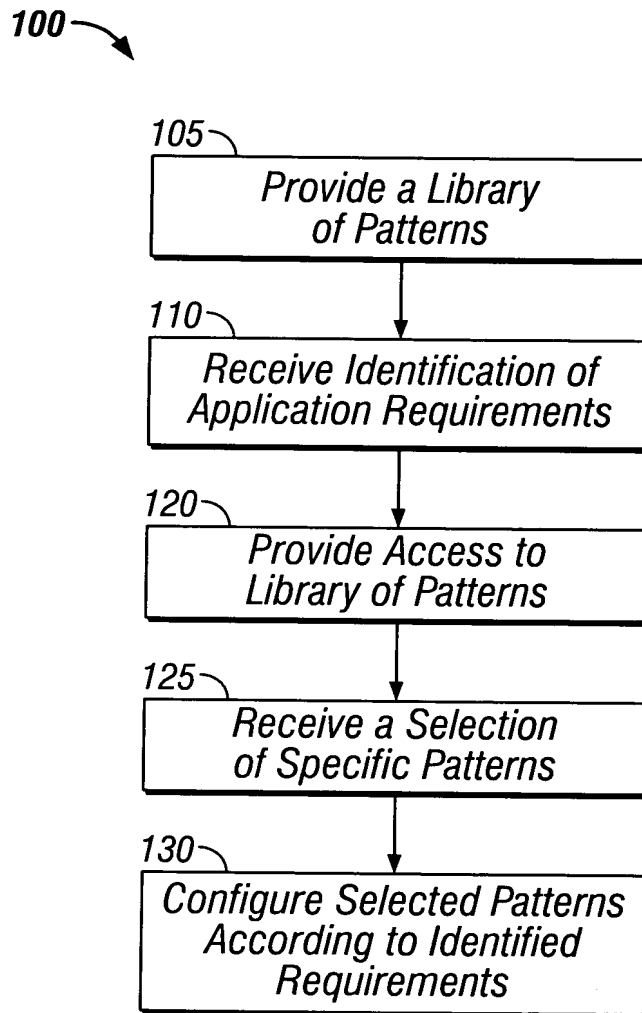 100
105
Provide a Library
of Patterns
110
Receive Identification of
Application Requirements
120
Provide Access to
Library of Patterns
125
Receive a Selection
of Specific Patterns
130
Configure Selected Patterns
According to Identified
Requirements